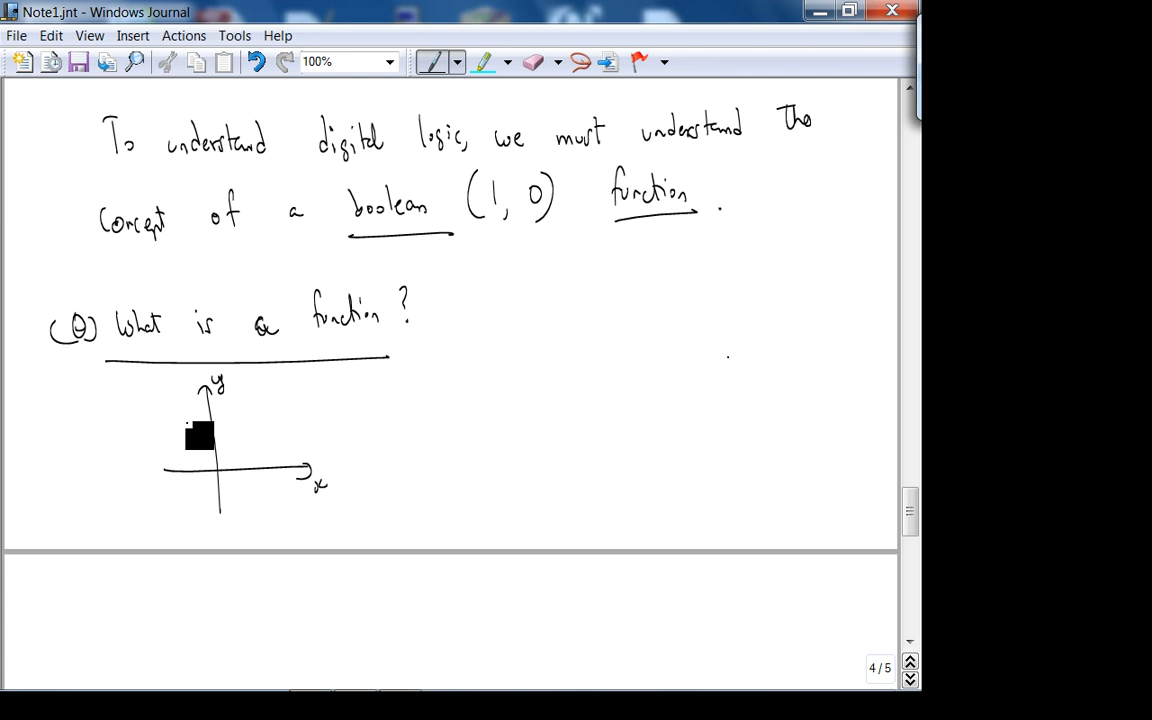 Note1.jnt - Windows Journal
File Edit View Insert Actions Tools Help
100%
To understand digital logic, we must understand the
concept of a boolean (1, 0) function.
(Q) What is a function?
y
x
4 / 5